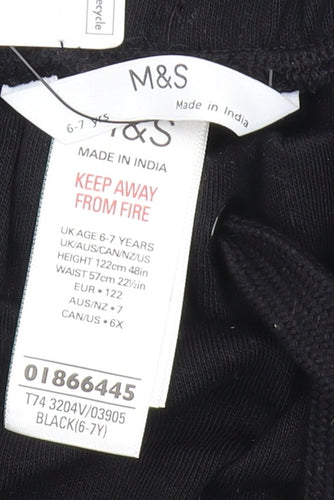 recycle
M&S
Made in India
6-7 yrs
M&S
MADE IN INDIA
KEEP AWAY
FROM FIRE
UK AGE 6-7 YEARS
UK/AUS/CAN/NZ/US
HEIGHT 122cm 48in
WAIST 57cm 22½in
EUR • 122
AUS/NZ • 7
CAN/US • 6X
01866445
T74 3204V/03905
BLACK(6-7Y)